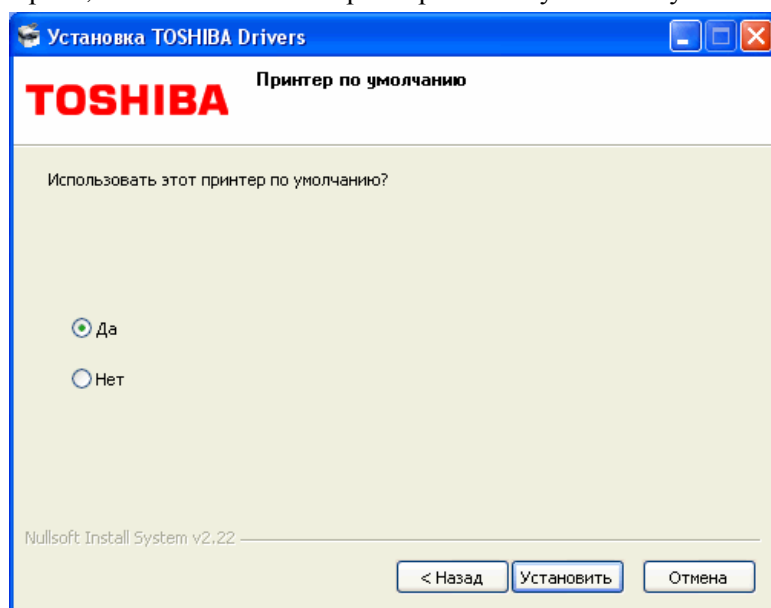 Установка TOSHIBA Drivers
TOSHIBA
Принтер по умолчанию
Использовать этот принтер по умолчанию?
Да
Нет
Nullsoft Install System v2.22
< Назад Установить Отмена